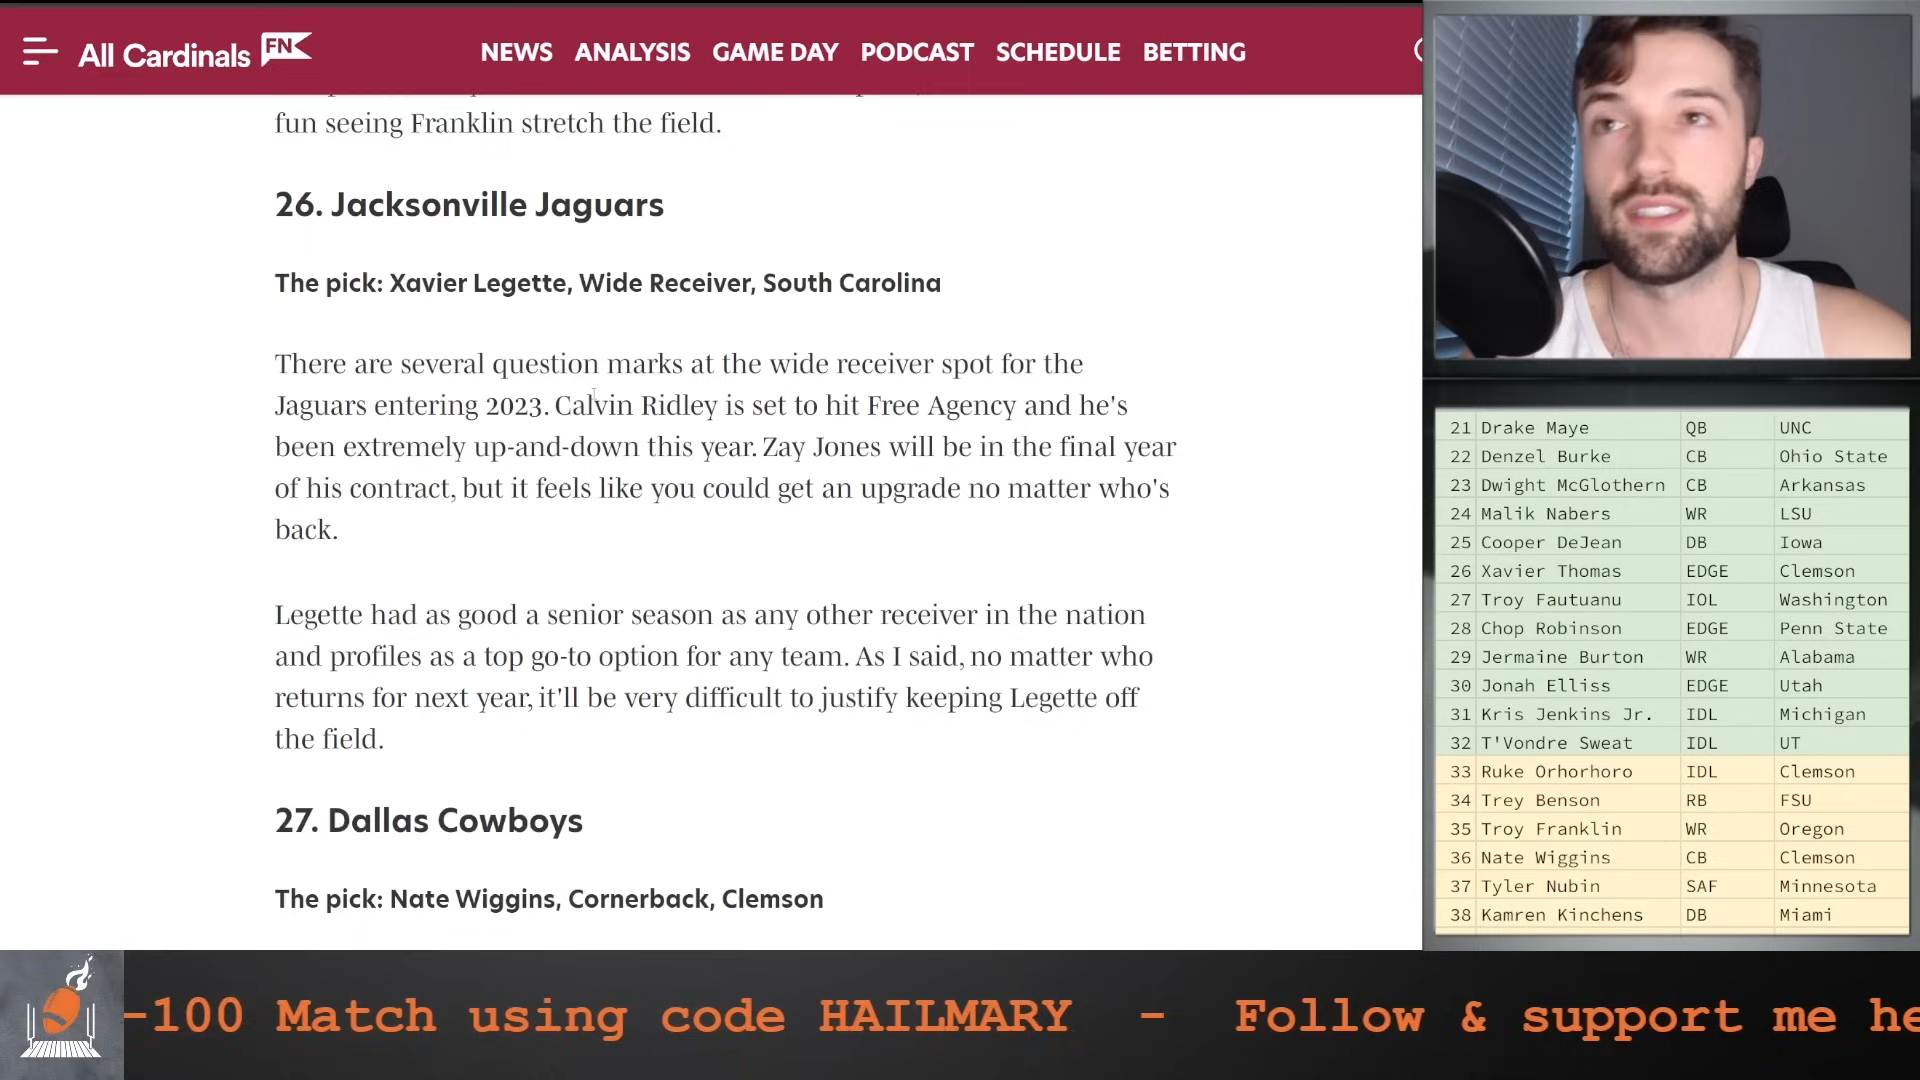 All Cardinals FN
NEWS ANALYSIS GAME DAY PODCAST SCHEDULE BETTING
fun seeing Franklin stretch the field.
26. Jacksonville Jaguars
The pick: Xavier Legette, Wide Receiver, South Carolina
There are several question marks at the wide receiver spot for the
Jaguars entering 2023. Calvin Ridley is set to hit Free Agency and he's
been extremely up-and-down this year. Zay Jones will be in the final year
of his contract, but it feels like you could get an upgrade no matter who's
back.
Legette had as good a senior season as any other receiver in the nation
and profiles as a top go-to option for any team. As I said, no matter who
returns for next year, it'll be very difficult to justify keeping Legette off
the field.
27. Dallas Cowboys
The pick: Nate Wiggins, Cornerback, Clemson
21 Drake Maye QB UNC
22 Denzel Burke CB Ohio State
23 Dwight McGlothern CB Arkansas
24 Malik Nabers WR LSU
25 Cooper DeJean DB Iowa
26 Xavier Thomas EDGE Clemson
27 Troy Fautuanu IOL Washington
28 Chop Robinson EDGE Penn State
29 Jermaine Burton WR Alabama
30 Jonah Elliss EDGE Utah
31 Kris Jenkins Jr. IDL Michigan
32 T'Vondre Sweat IDL UT
33 Ruke Orhorhoro IDL Clemson
34 Trey Benson RB FSU
35 Troy Franklin WR Oregon
36 Nate Wiggins CB Clemson
37 Tyler Nubin SAF Minnesota
38 Kamren Kinchens DB Miami
-100 Match using code HAILMARY - Follow & support me he